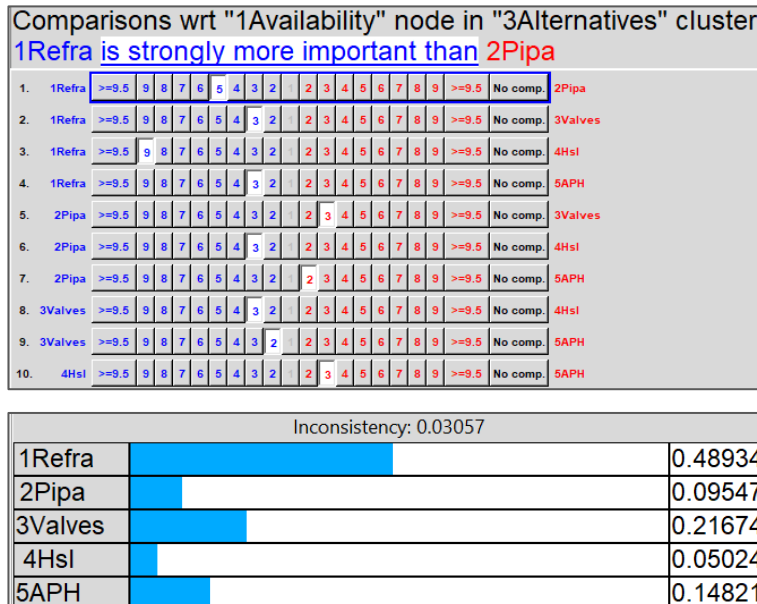 Comparisons wrt "1Availability" node in "3Alternatives" cluster
1Refra is strongly more important than 2Pipa
1. 1Refra >=9.5 9 8 7 6 5 4 3 2 1 2 3 4 5 6 7 8 9 >=9.5 No comp. 2Pipa
2. 1Refra >=9.5 9 8 7 6 5 4 3 2 1 2 3 4 5 6 7 8 9 >=9.5 No comp. 3Valves
3. 1Refra >=9.5 9 8 7 6 5 4 3 2 1 2 3 4 5 6 7 8 9 >=9.5 No comp. 4Hsl
4. 1Refra >=9.5 9 8 7 6 5 4 3 2 1 2 3 4 5 6 7 8 9 >=9.5 No comp. 5APH
5. 2Pipa >=9.5 9 8 7 6 5 4 3 2 1 2 3 4 5 6 7 8 9 >=9.5 No comp. 3Valves
6. 2Pipa >=9.5 9 8 7 6 5 4 3 2 1 2 3 4 5 6 7 8 9 >=9.5 No comp. 4Hsl
7. 2Pipa >=9.5 9 8 7 6 5 4 3 2 1 2 3 4 5 6 7 8 9 >=9.5 No comp. 5APH
8. 3Valves >=9.5 9 8 7 6 5 4 3 2 1 2 3 4 5 6 7 8 9 >=9.5 No comp. 4Hsl
9. 3Valves >=9.5 9 8 7 6 5 4 3 2 1 2 3 4 5 6 7 8 9 >=9.5 No comp. 5APH
10. 4Hsl >=9.5 9 8 7 6 5 4 3 2 1 2 3 4 5 6 7 8 9 >=9.5 No comp. 5APH
Inconsistency: 0.03057
1Refra 0.48934
2Pipa 0.09547
3Valves 0.21674
4Hsl 0.05024
5APH 0.14821